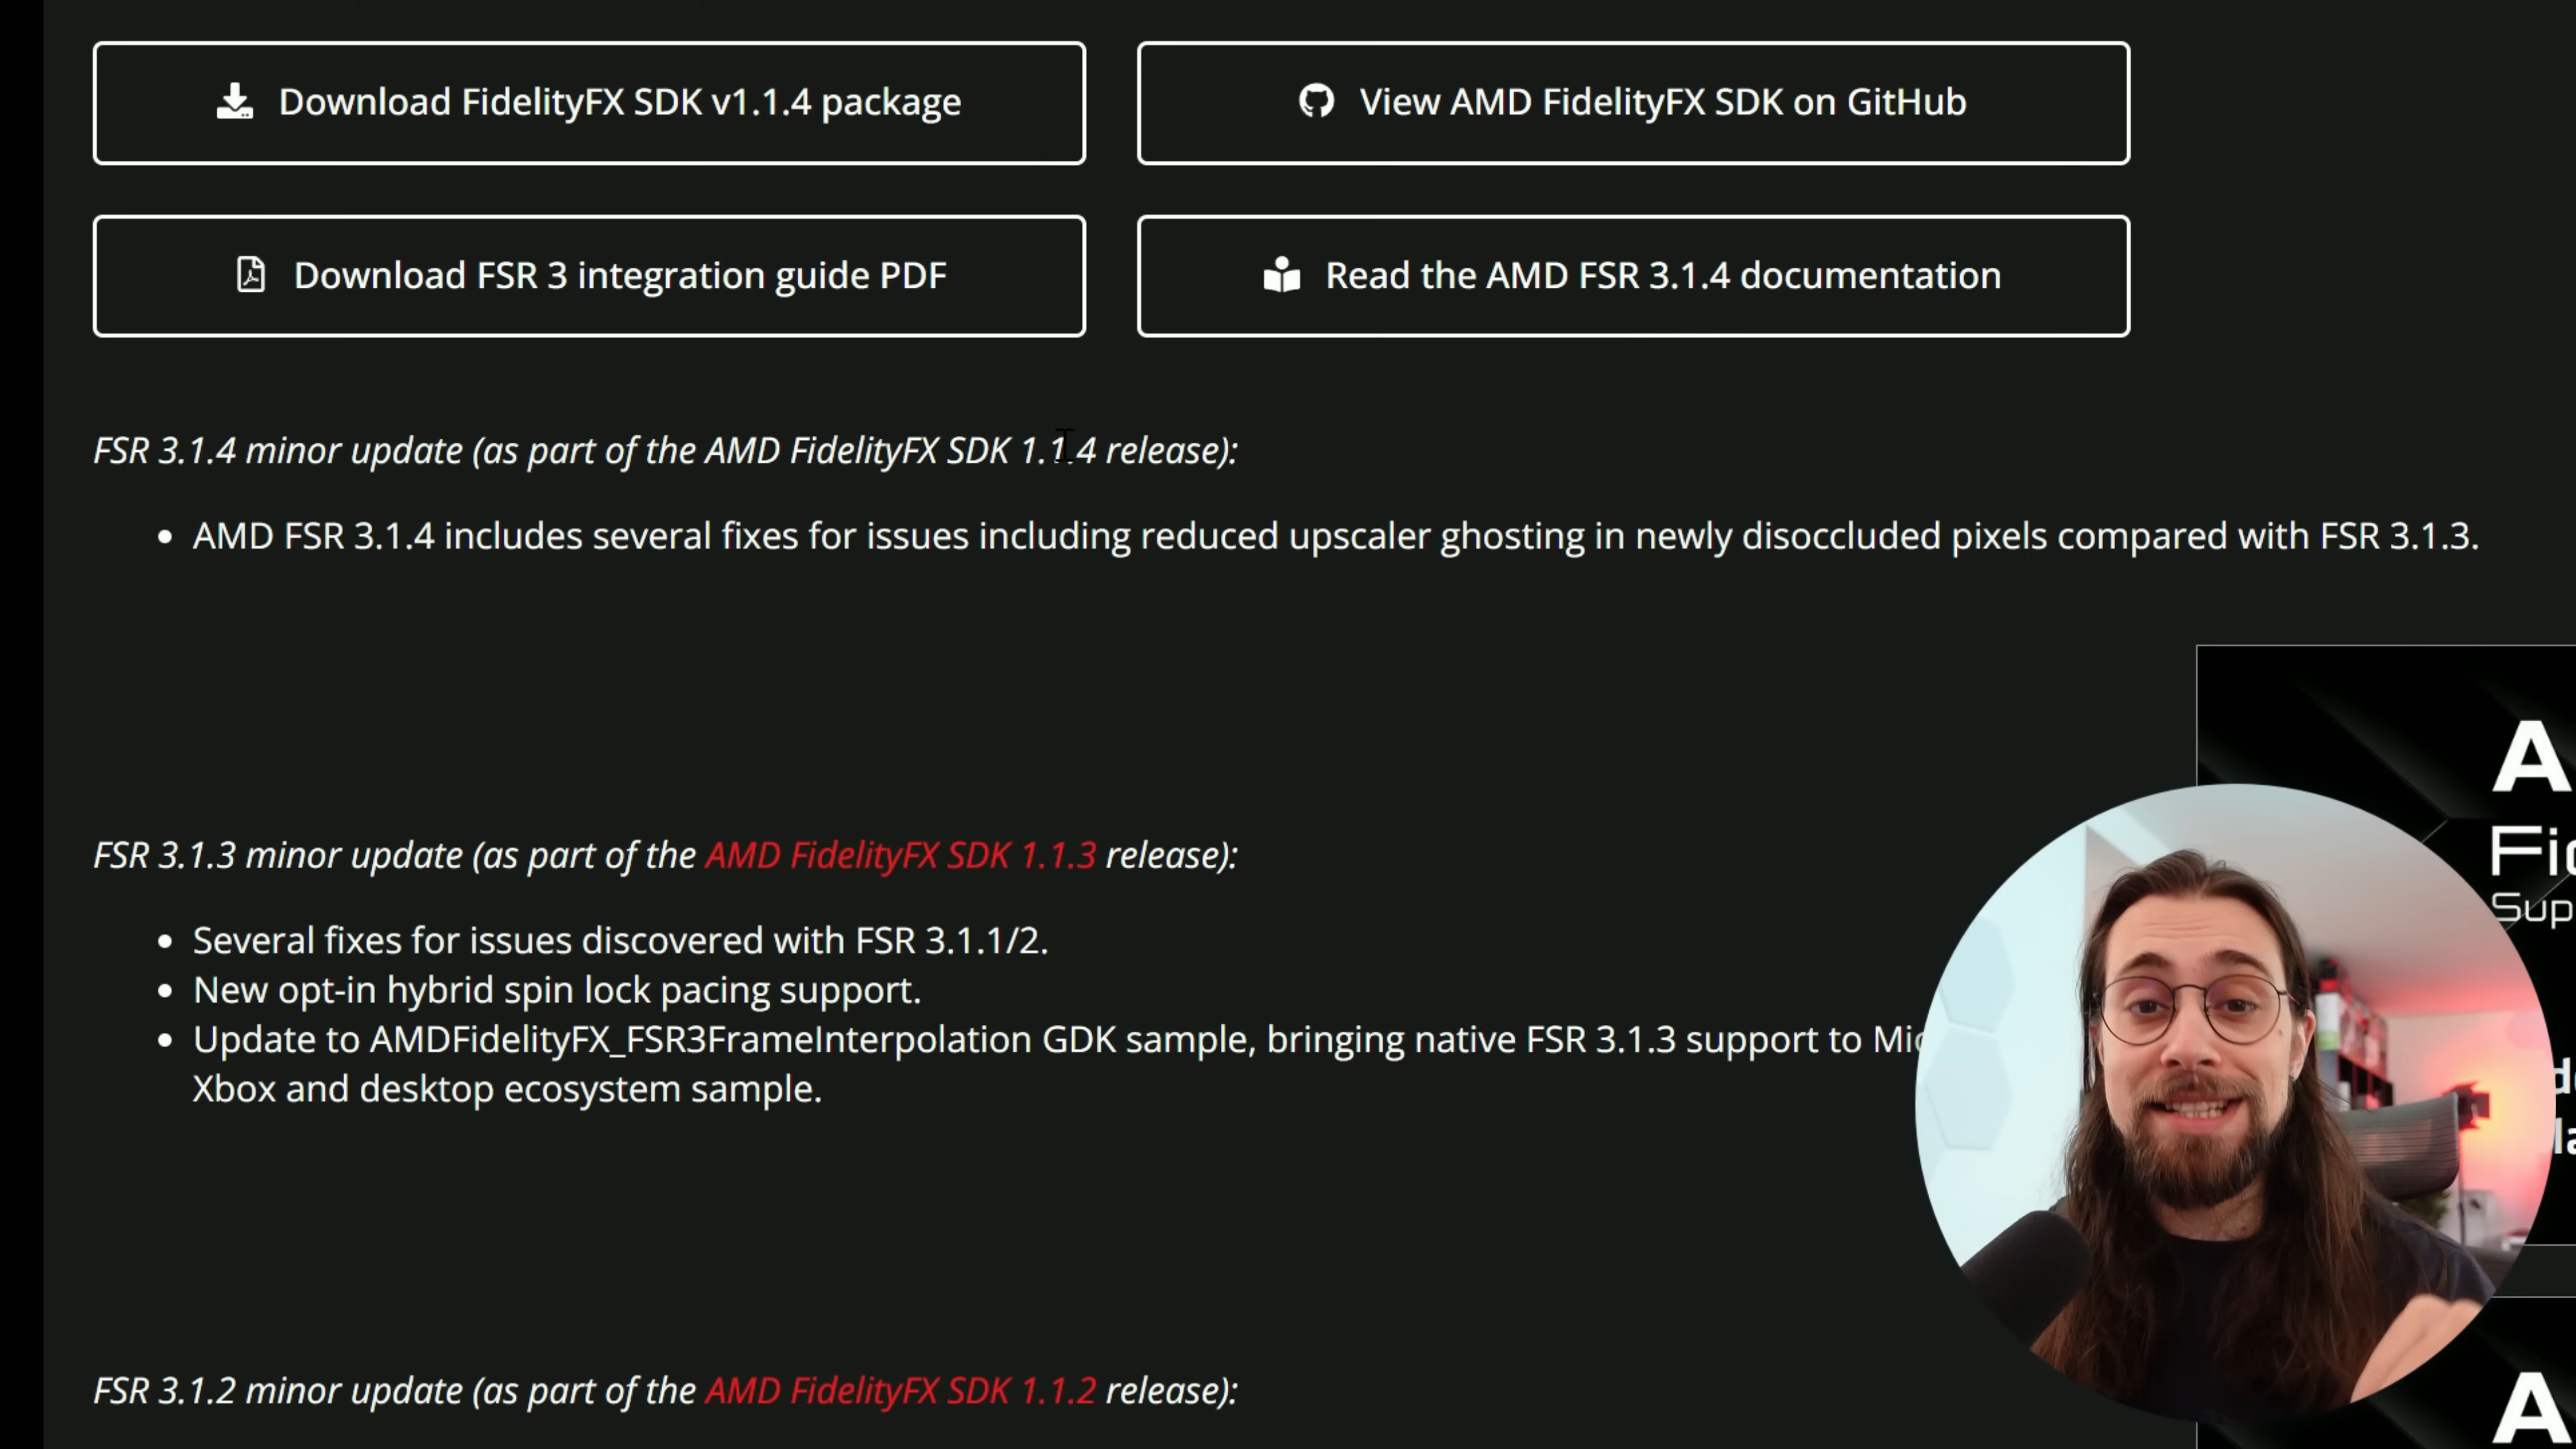 Download FidelityFX SDK v1.1.4 package
View AMD FidelityFX SDK on GitHub
Download FSR 3 integration guide PDF
Read the AMD FSR 3.1.4 documentation
FSR 3.1.4 minor update (as part of the AMD FidelityFX SDK 1.1.4 release):
• AMD FSR 3.1.4 includes several fixes for issues including reduced upscaler ghosting in newly disoccluded pixels compared with FSR 3.1.3.
FSR 3.1.3 minor update (as part of the AMD FidelityFX SDK 1.1.3 release):
• Several fixes for issues discovered with FSR 3.1.1/2.
• New opt-in hybrid spin lock pacing support.
• Update to AMDFidelityFX_FSR3FrameInterpolation GDK sample, bringing native FSR 3.1.3 support to
Xbox and desktop ecosystem sample.
FSR 3.1.2 minor update (as part of the AMD FidelityFX SDK 1.1.2 release):